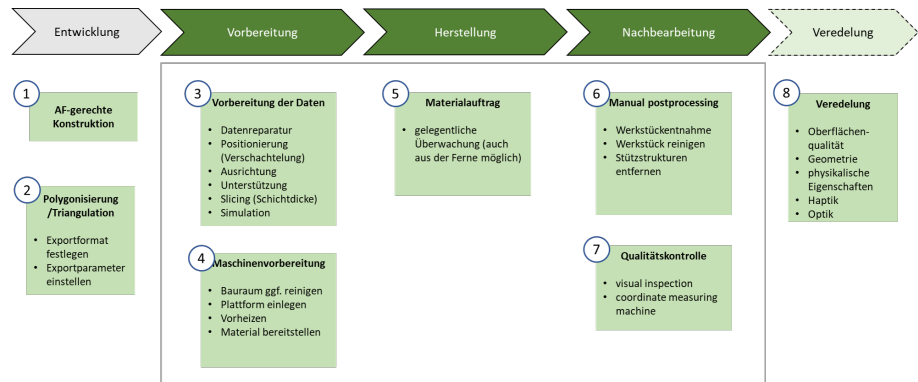 Entwicklung
Vorbereitung
Herstellung
Nachbearbeitung
Veredelung
1
AF-gerechte
Konstruktion
2
Polygonisierung
/Triangulation
• Exportformat
festlegen
• Exportparameter
einstellen
3
Vorbereitung der Daten
• Datenreparatur
• Positionierung
(Verschachtelung)
• Ausrichtung
• Unterstützung
• Slicing (Schichtdicke)
• Simulation
4
Maschinenvorbereitung
• Bauraum ggf. reinigen
• Plattform einlegen
• Vorheizen
• Material bereitstellen
5
Materialauftrag
• gelegentliche
Überwachung (auch
aus der Ferne möglich)
6
Manual postprocessing
• Werkstückentnahme
• Werkstück reinigen
• Stützstrukturen
entfernen
7
Qualitätskontrolle
• visual inspection
• coordinate measuring
machine
8
Veredelung
• Oberflächen-
qualität
• Geometrie
• physikalische
Eigenschaften
• Haptik
• Optik